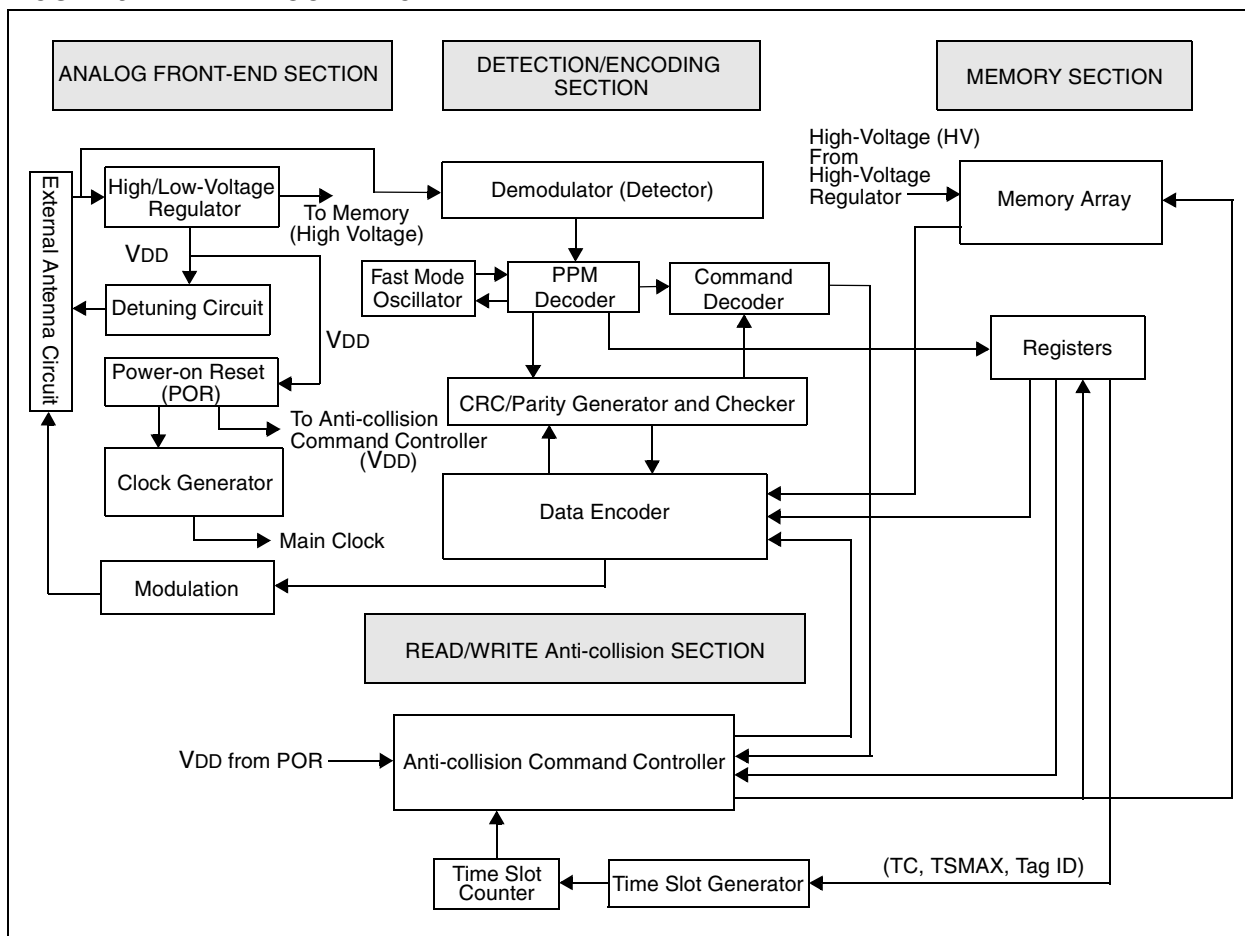 ANALOG FRONT-END SECTION
DETECTION/ENCODING
SECTION
MEMORY SECTION
External Antenna Circuit
High/Low-Voltage
Regulator
To Memory
(High Voltage)
VDD
Detuning Circuit
VDD
Power-on Reset
(POR)
To Anti-collision
Command Controller
(VDD)
Clock Generator
Main Clock
Modulation
Demodulator (Detector)
Fast Mode
Oscillator
PPM
Decoder
Command
Decoder
CRC/Parity Generator and Checker
Data Encoder
High-Voltage (HV)
From
High-Voltage
Regulator
Memory Array
Registers
READ/WRITE Anti-collision SECTION
VDD from POR
Anti-collision Command Controller
Time Slot
Counter
Time Slot Generator
(TC, TSMAX, Tag ID)